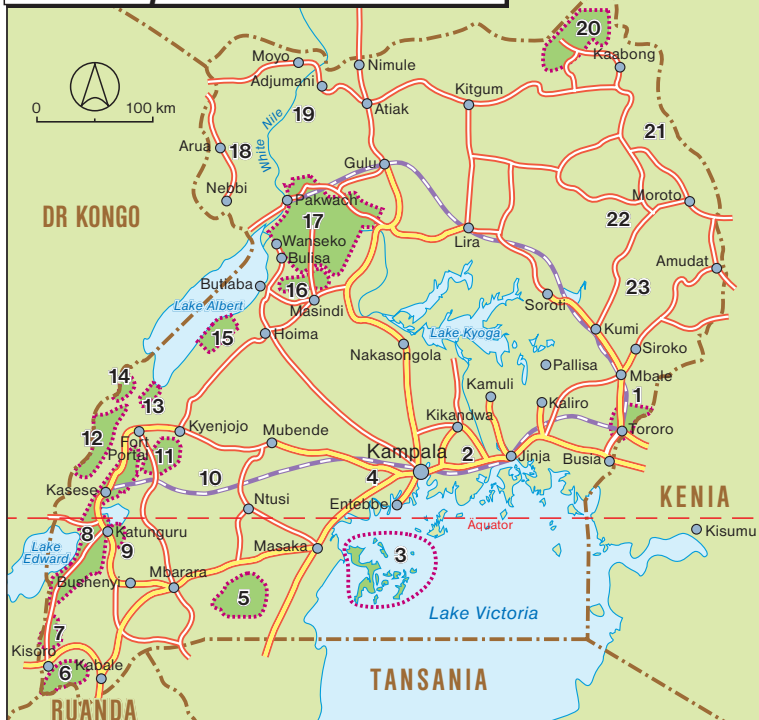 20
Moyo
Nimule
Kaabong
Adjumani
0 100 km
Kitgum
19
Atiak
White Nile
21
Arua
18
Gulu
Nebbi
Moroto
DR KONGO
Pakwach
17
22
Wanseko
Lira
Bulisa
Amudat
Butiaba
16
23
Lake Albert
Masindi
Soroti
15
Hoima
Lake Kyoga
Kumi
Nakasongola
Siroko
14
Pallisa
Mbale
13
Kamuli
1
Kaliro
12
Kikandwa
Kyenjojo
Mubende
Tororo
Fort
Portal
11
Kampala
2
Jinja
Busia
10
4
Kasese
Ntusi
Entebbe
KENIA
Äquator
8
Katunguru
Kisumu
Lake
Edward
9
Masaka
3
Bushenyi
Mbarara
5
Lake Victoria
7
Kisoro
6
Kabale
TANSANIA
RUANDA